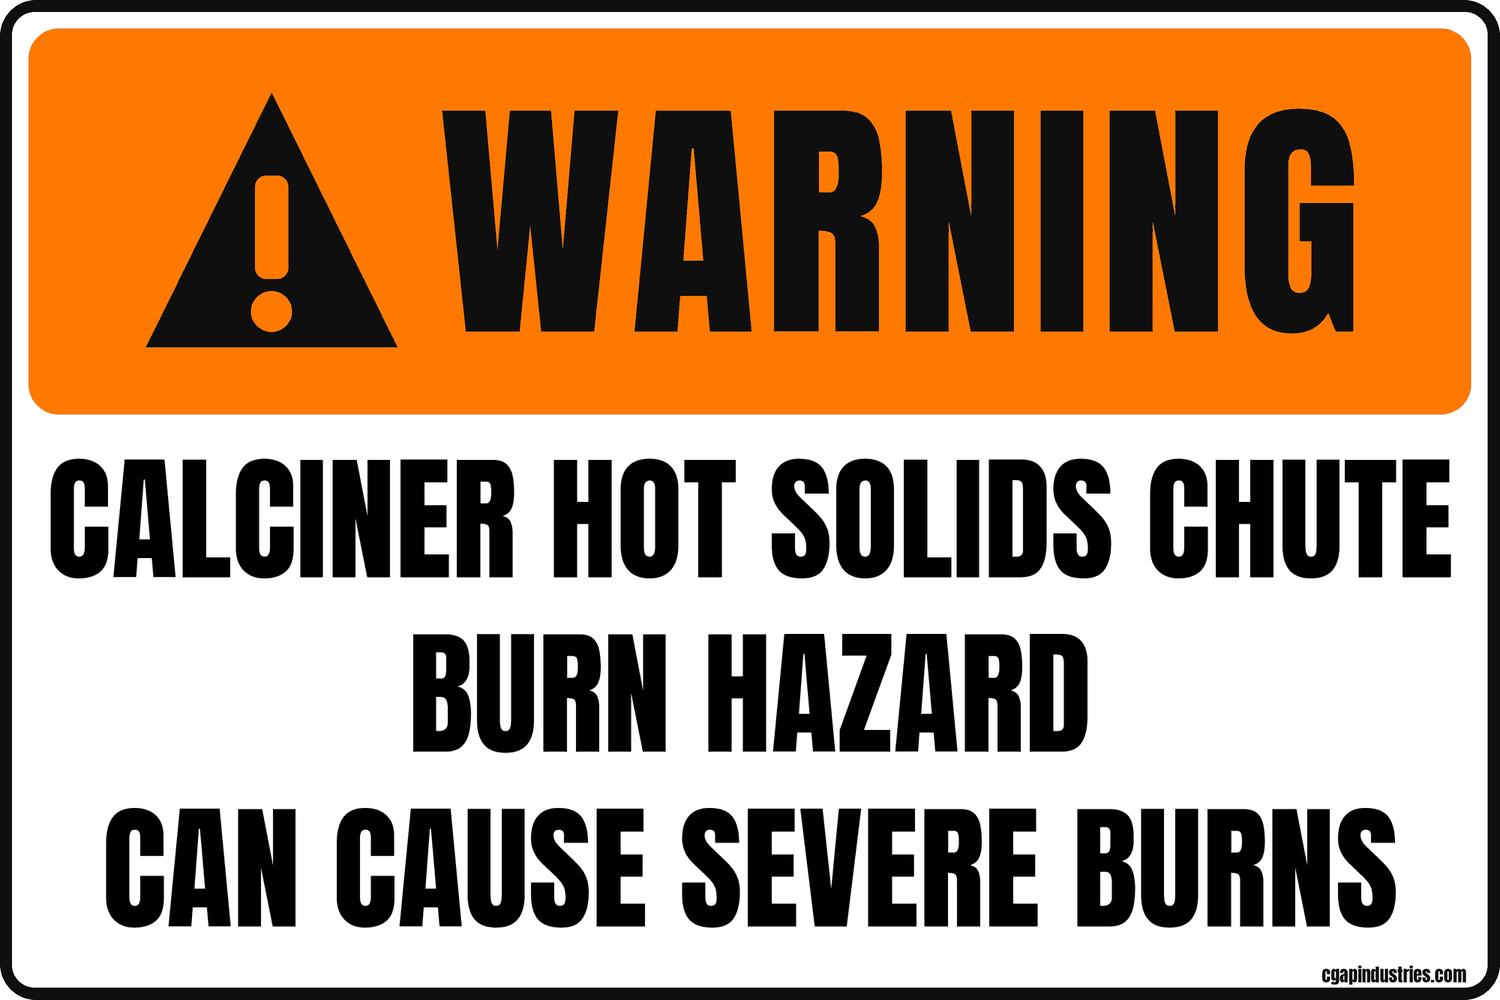 WARNING
CALCINER HOT SOLIDS CHUTE
BURN HAZARD
CAN CAUSE SEVERE BURNS
cgapindustries.com